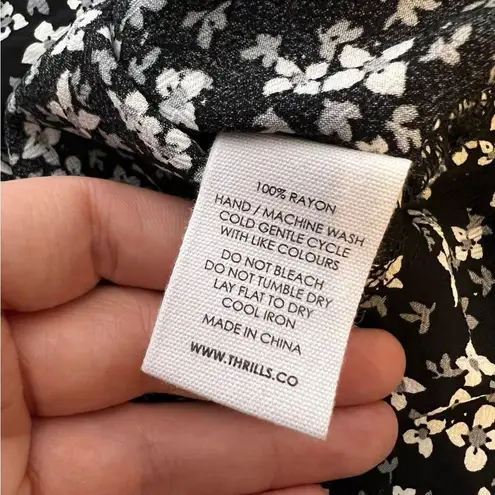 100% RAYON
HAND / MACHINE WASH
COLD GENTLE CYCLE
WITH LIKE COLOURS
DO NOT BLEACH
DO NOT TUMBLE DRY
LAY FLAT TO DRY
COOL IRON
MADE IN CHINA
WWW.THRILLS.CO